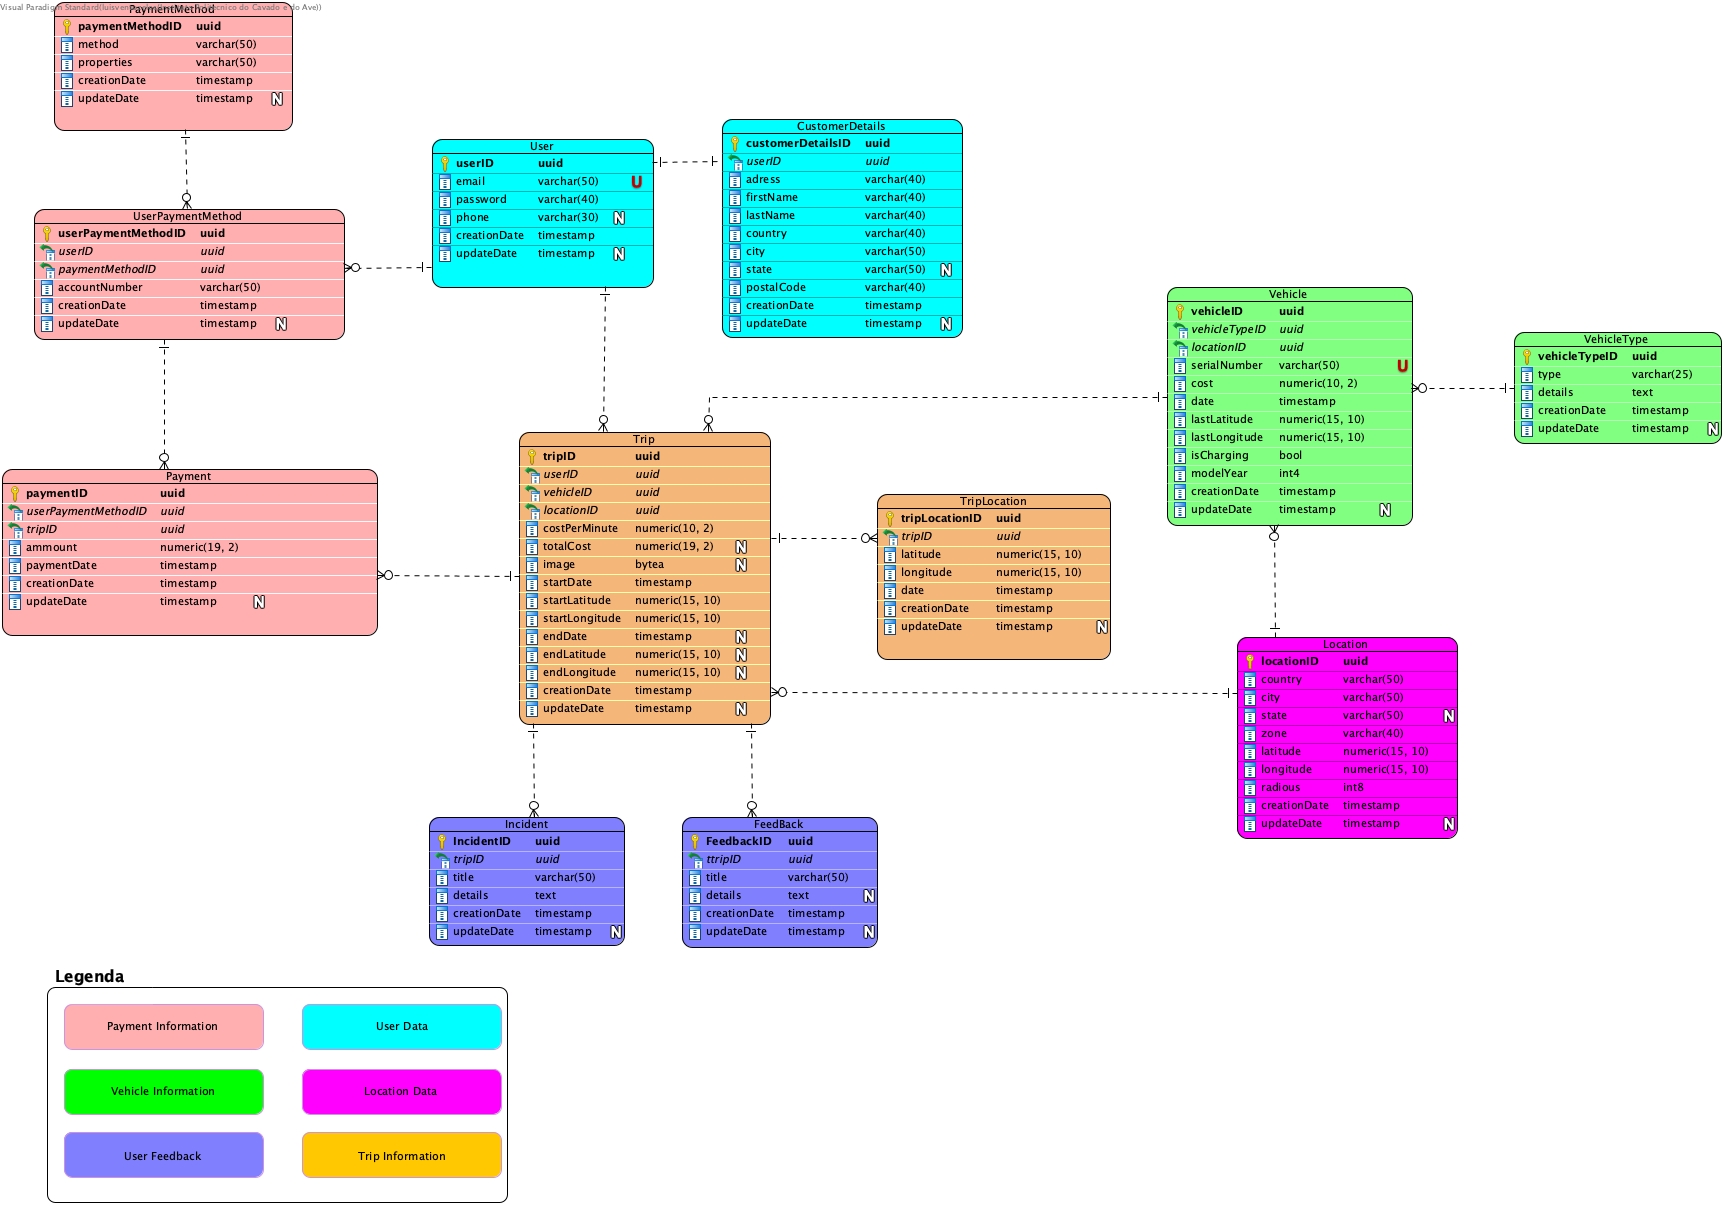 Visual Paradigm Standard(luisven
écnico do Cavado e do Ave))
PaymentMethod
paymentMethodID uuid
method varchar(50)
properties varchar(50)
creationDate timestamp
updateDate timestamp N
UserPaymentMethod
userPaymentMethodID uuid
userID uuid
paymentMethodID uuid
accountNumber varchar(50)
creationDate timestamp
updateDate timestamp N
Payment
paymentID uuid
userPaymentMethodID uuid
tripID uuid
ammount numeric(19, 2)
paymentDate timestamp
creationDate timestamp
updateDate timestamp N
User
userID uuid
email varchar(50) U
password varchar(40)
phone varchar(30) N
creationDate timestamp
updateDate timestamp N
CustomerDetails
customerDetailsID uuid
userID uuid
adress varchar(40)
firstName varchar(40)
lastName varchar(40)
country varchar(40)
city varchar(50)
state varchar(50) N
postalCode varchar(40)
creationDate timestamp
updateDate timestamp N
Vehicle
vehicleID uuid
vehicleTypeID uuid
locationID uuid
serialNumber varchar(50) U
cost numeric(10, 2)
date timestamp
lastLatitude numeric(15, 10)
lastLongitude numeric(15, 10)
isCharging bool
modelYear int4
creationDate timestamp
updateDate timestamp N
VehicleType
vehicleTypeID uuid
type varchar(25)
details text
creationDate timestamp
updateDate timestamp N
Trip
tripID uuid
userID uuid
vehicleID uuid
locationID uuid
costPerMinute numeric(10, 2)
totalCost numeric(19, 2) N
image bytea N
startDate timestamp
startLatitude numeric(15, 10)
startLongitude numeric(15, 10)
endDate timestamp N
endLatitude numeric(15, 10) N
endLongitude numeric(15, 10) N
creationDate timestamp
updateDate timestamp N
TripLocation
tripLocationID uuid
tripID uuid
latitude numeric(15, 10)
longitude numeric(15, 10)
date timestamp
creationDate timestamp
updateDate timestamp N
Location
locationID uuid
country varchar(50)
city varchar(50)
state varchar(50) N
zone varchar(40)
latitude numeric(15, 10)
longitude numeric(15, 10)
radious int8
creationDate timestamp
updateDate timestamp N
Incident
IncidentID uuid
tripID uuid
title varchar(50)
details text
creationDate timestamp
updateDate timestamp N
FeedBack
FeedbackID uuid
ttripID uuid
title varchar(50)
details text N
creationDate timestamp
updateDate timestamp N
Legenda
Payment Information
User Data
Vehicle Information
Location Data
User Feedback
Trip Information